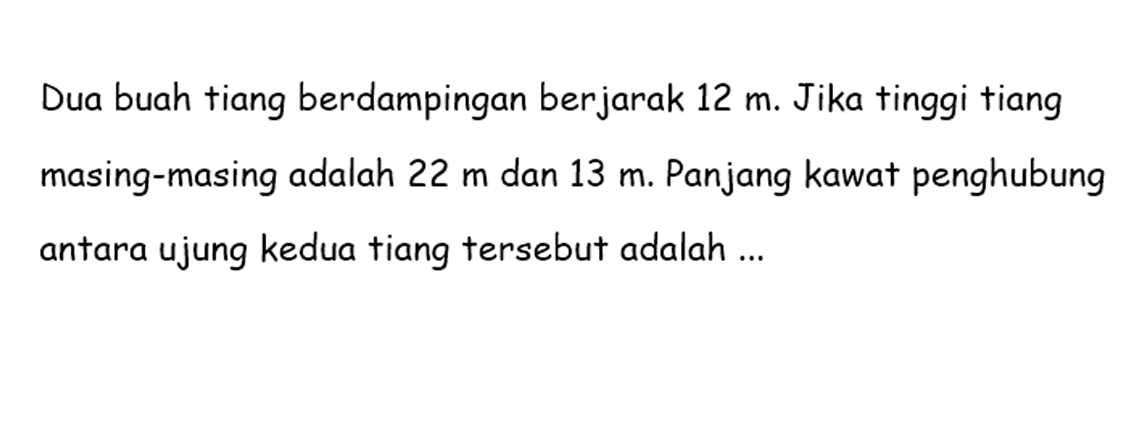 Dua buah tiang berdampingan berjarak 12 m. Jika tinggi tiang
masing-masing adalah 22 m dan 13 m. Panjang kawat penghubung
antara ujung kedua tiang tersebut adalah ...